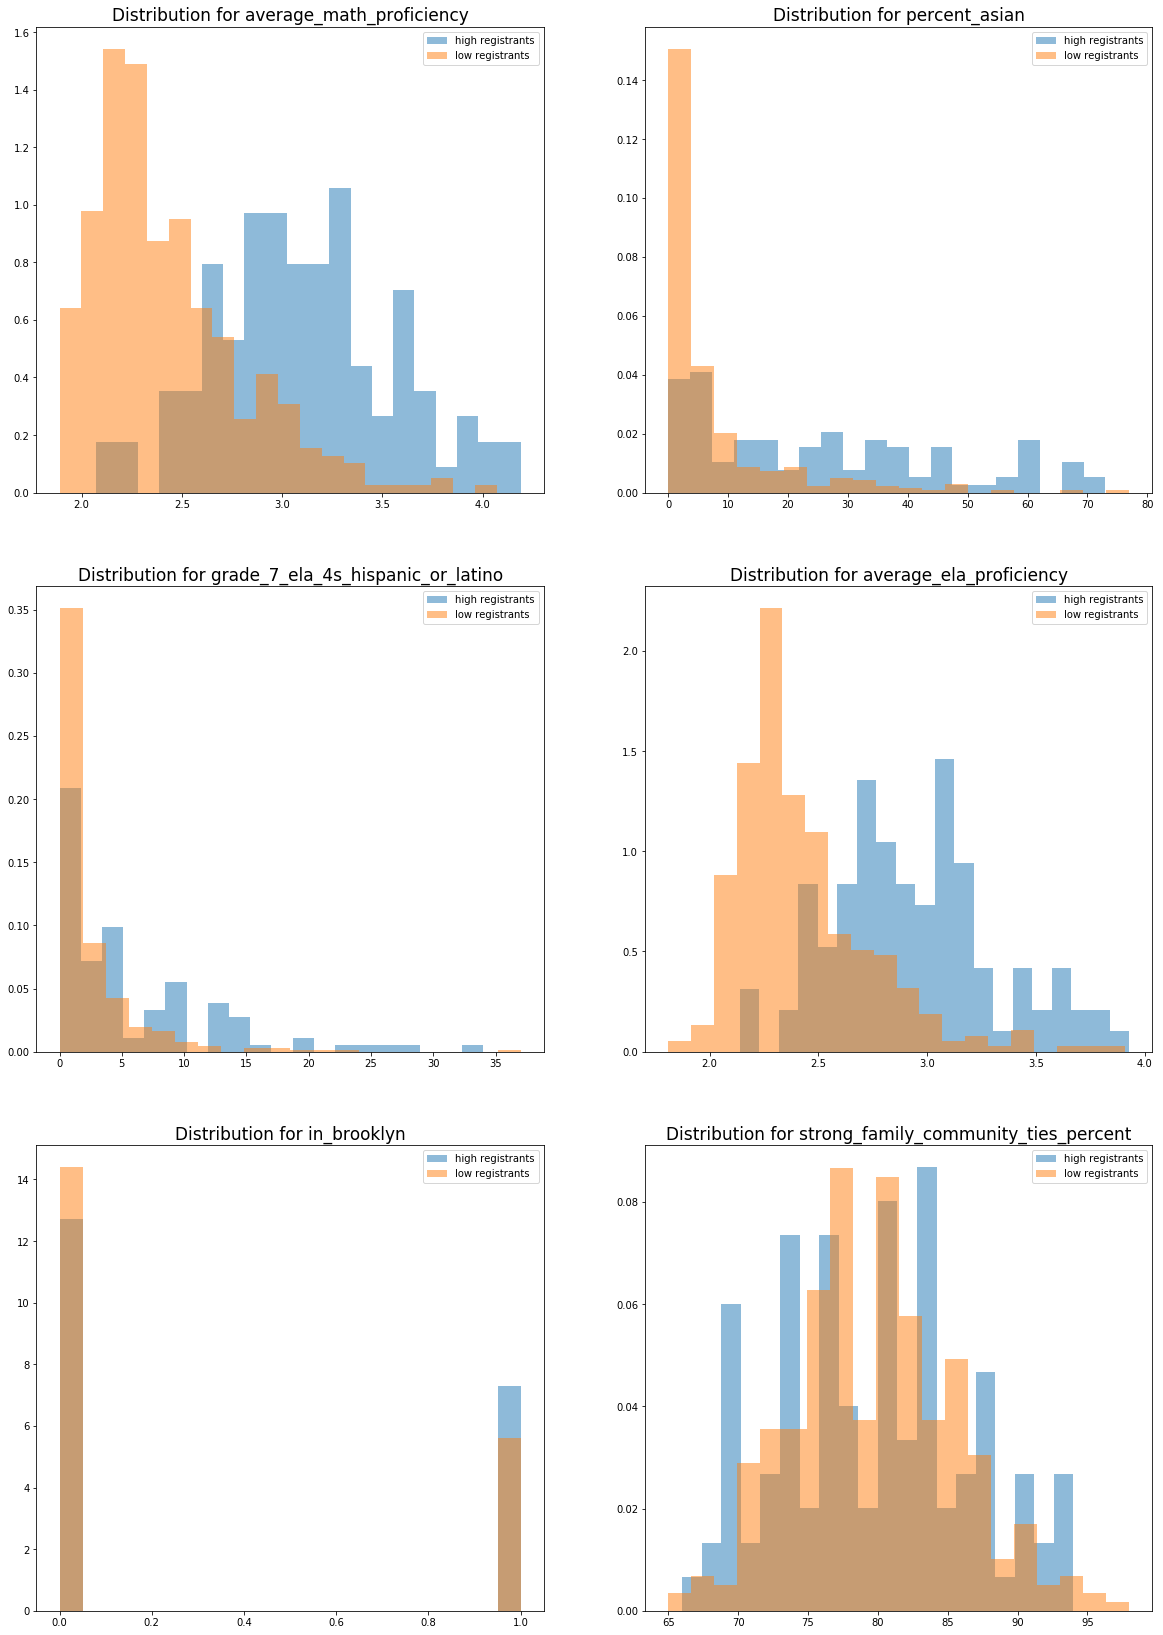 Distribution for average_math_proficiency
high registrants
low registrants
1.6
1.4
1.2
1.0
0.8
0.6
0.4
0.2
0.0
2.0 2.5 3.0 3.5 4.0
Distribution for percent_asian
high registrants
low registrants
0.14
0.12
0.10
0.08
0.06
0.04
0.02
0.00
0 10 20 30 40 50 60 70 80
Distribution for grade_7_ela_4s_hispanic_or_latino
high registrants
low registrants
0.35
0.30
0.25
0.20
0.15
0.10
0.05
0.00
0 5 10 15 20 25 30 35
Distribution for average_ela_proficiency
high registrants
low registrants
2.0
1.5
1.0
0.5
0.0
2.0 2.5 3.0 3.5 4.0
Distribution for in_brooklyn
high registrants
low registrants
14
12
10
8
6
4
2
0
0.0 0.2 0.4 0.6 0.8 1.0
Distribution for strong_family_community_ties_percent
high registrants
low registrants
0.08
0.06
0.04
0.02
0.00
65 70 75 80 85 90 95